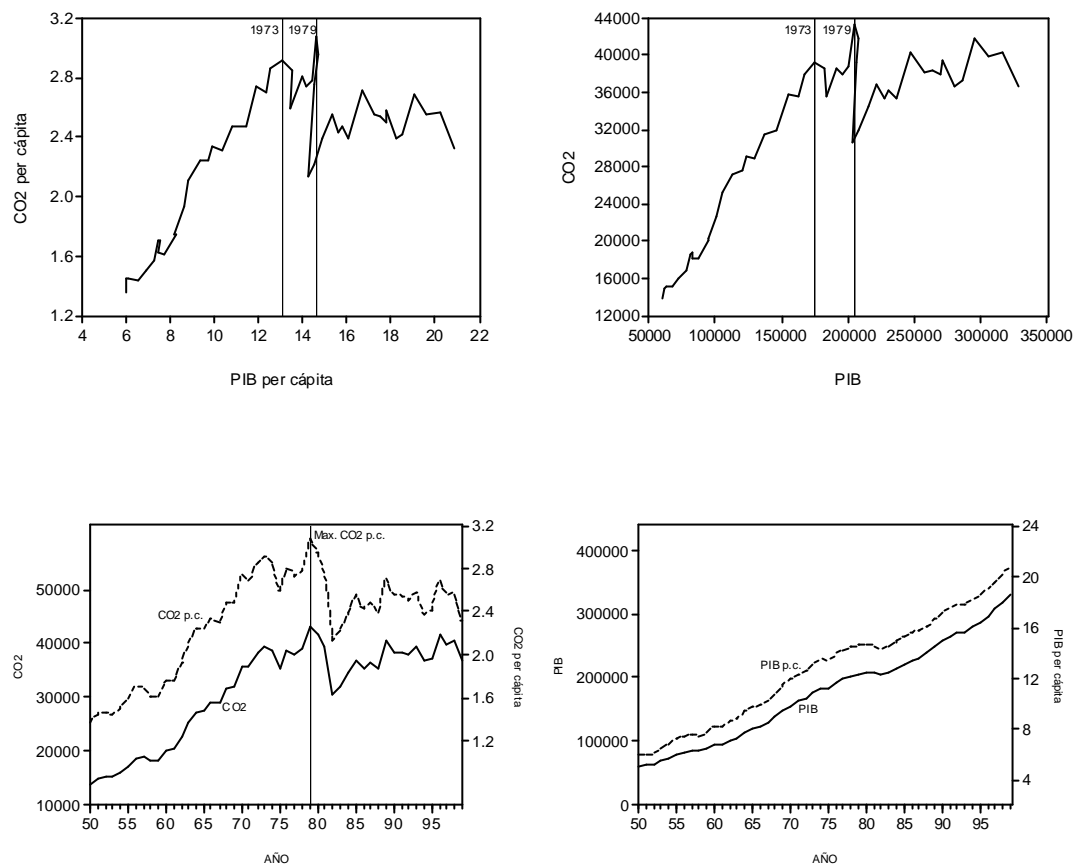 3.2
2.8
2.4
2.0
1.6
1.2
CO2 per cápita
1973
1979
4 6 8 10 12 14 16 18 20 22
PIB per cápita
44000
40000
36000
32000
28000
24000
20000
16000
12000
CO2
1973
1979
50000 100000 150000 200000 250000 300000 350000
PIB
50000
40000
30000
20000
10000
CO2
3.2
2.8
2.4
2.0
1.6
1.2
CO2 per cápita
Max. CO2 p.c.
CO2 p.c.
CO2
50 55 60 65 70 75 80 85 90 95
AÑO
400000
300000
200000
100000
0
PIB
24
20
16
12
8
4
PIB per cápita
PIB p.c.
PIB
50 55 60 65 70 75 80 85 90 95
AÑO